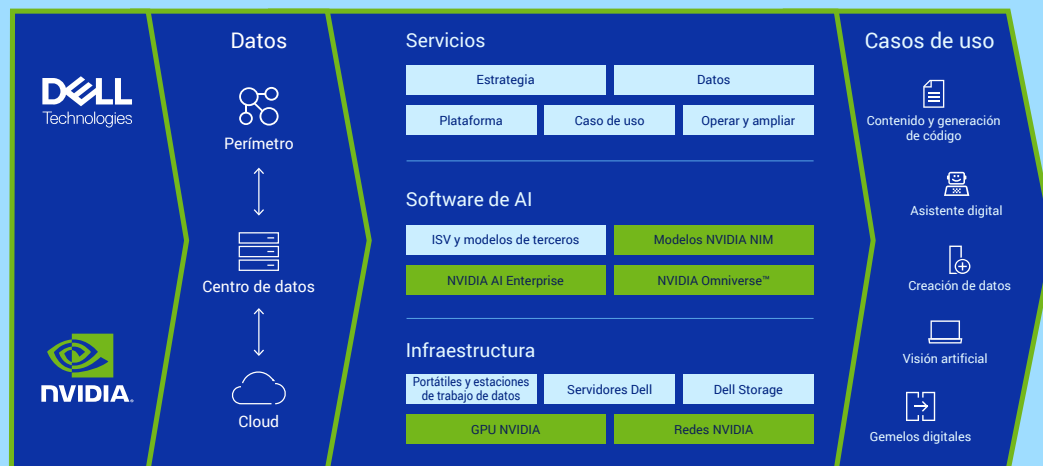 DELL
Technologies
NVIDIA.
Datos
Perímetro
Centro de datos
Cloud
Servicios
Estrategia
Datos
Plataforma
Caso de uso
Operar y ampliar
Software de AI
ISV y modelos de terceros
Modelos NVIDIA NIM
NVIDIA AI Enterprise
NVIDIA Omniverse™
Infraestructura
Portátiles y estaciones
de trabajo de datos
Servidores Dell
Dell Storage
GPU NVIDIA
Redes NVIDIA
Casos de uso
Contenido y generación
de código
Asistente digital
Creación de datos
Visión artificial
Gemelos digitales